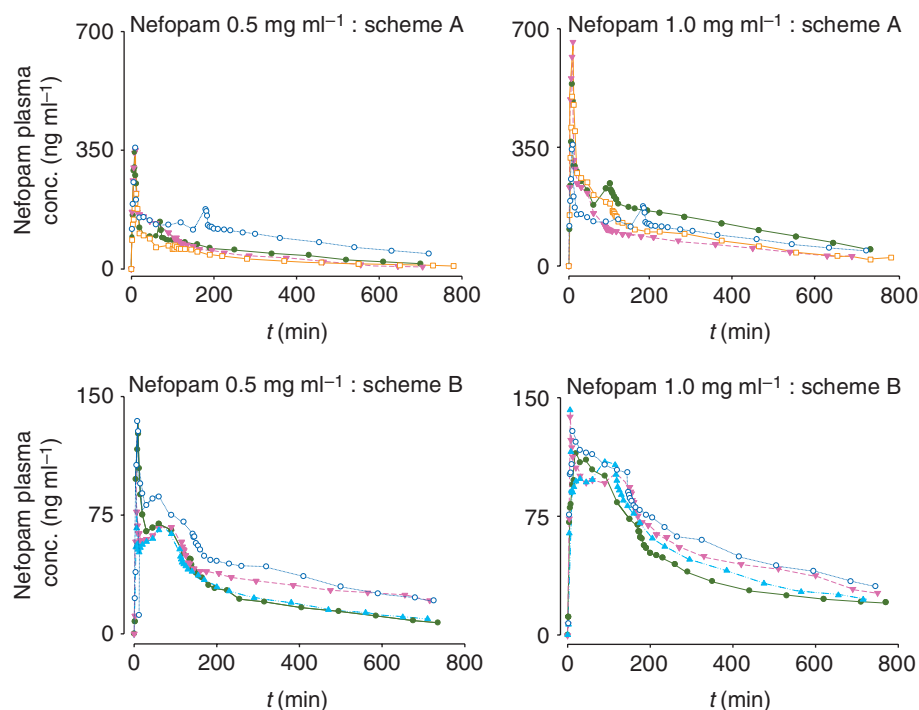 Nefopam 0.5 mg ml⁻¹ : scheme A
Nefopam plasma
conc. (ng ml⁻¹)
700
350
0
0 200 400 600 800
t (min)
Nefopam 1.0 mg ml⁻¹ : scheme A
700
350
0
0 200 400 600 800
t (min)
Nefopam 0.5 mg ml⁻¹ : scheme B
Nefopam plasma
conc. (ng ml⁻¹)
150
75
0
0 200 400 600 800
t (min)
Nefopam 1.0 mg ml⁻¹ : scheme B
150
75
0
0 200 400 600 800
t (min)